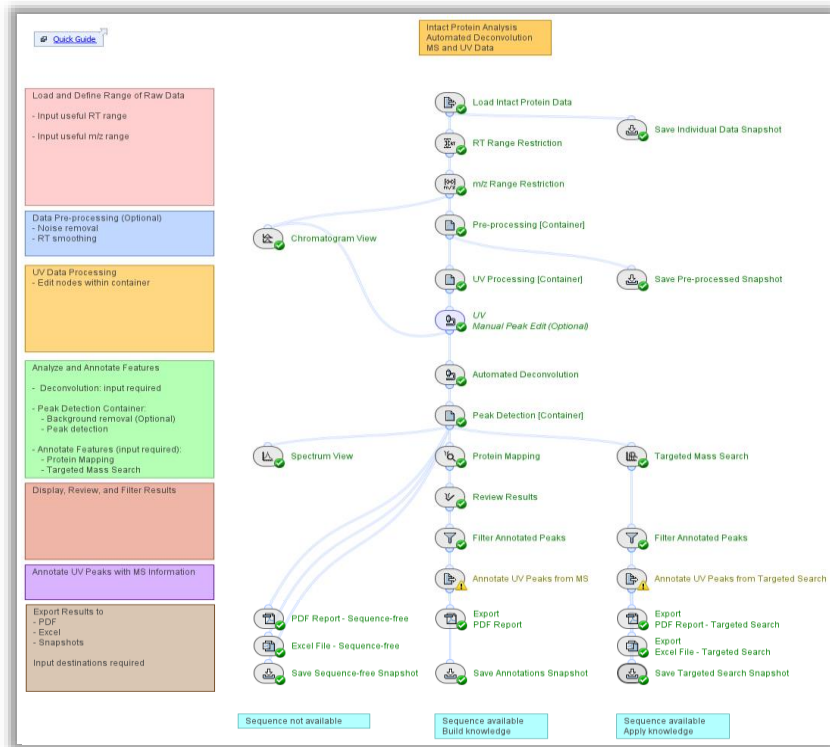 Quick Guide
Intact Protein Analysis
Automated Deconvolution
MS and UV Data
Load and Define Range of Raw Data
- Input useful RT range
- Input useful m/z range
Data Pre-processing (Optional)
- Noise removal
- RT smoothing
UV Data Processing
- Edit nodes within container
Analyze and Annotate Features
- Deconvolution: input required
- Peak Detection Container:
- Background removal (Optional)
- Peak detection
- Annotate Features (input required):
- Protein Mapping
- Targeted Mass Search
Display, Review, and Filter Results
Annotate UV Peaks with MS Information
Export Results to
- PDF
- Excel
- Snapshots
Input destinations required
Load Intact Protein Data
Save Individual Data Snapshot
RT Range Restriction
m/z Range Restriction
Pre-processing [Container]
Chromatogram View
UV Processing [Container]
Save Pre-processed Snapshot
UV
Manual Peak Edit (Optional)
Automated Deconvolution
Peak Detection [Container]
Spectrum View
Protein Mapping
Targeted Mass Search
Review Results
Filter Annotated Peaks
Filter Annotated Peaks
Annotate UV Peaks from MS
Annotate UV Peaks from Targeted Search
PDF Report - Sequence-free
Export
PDF Report
Export
PDF Report - Targeted Search
Excel File - Sequence-free
Export
Excel File - Targeted Search
Save Sequence-free Snapshot
Save Annotations Snapshot
Save Targeted Search Snapshot
Sequence not available
Sequence available
Build knowledge
Sequence available
Apply knowledge